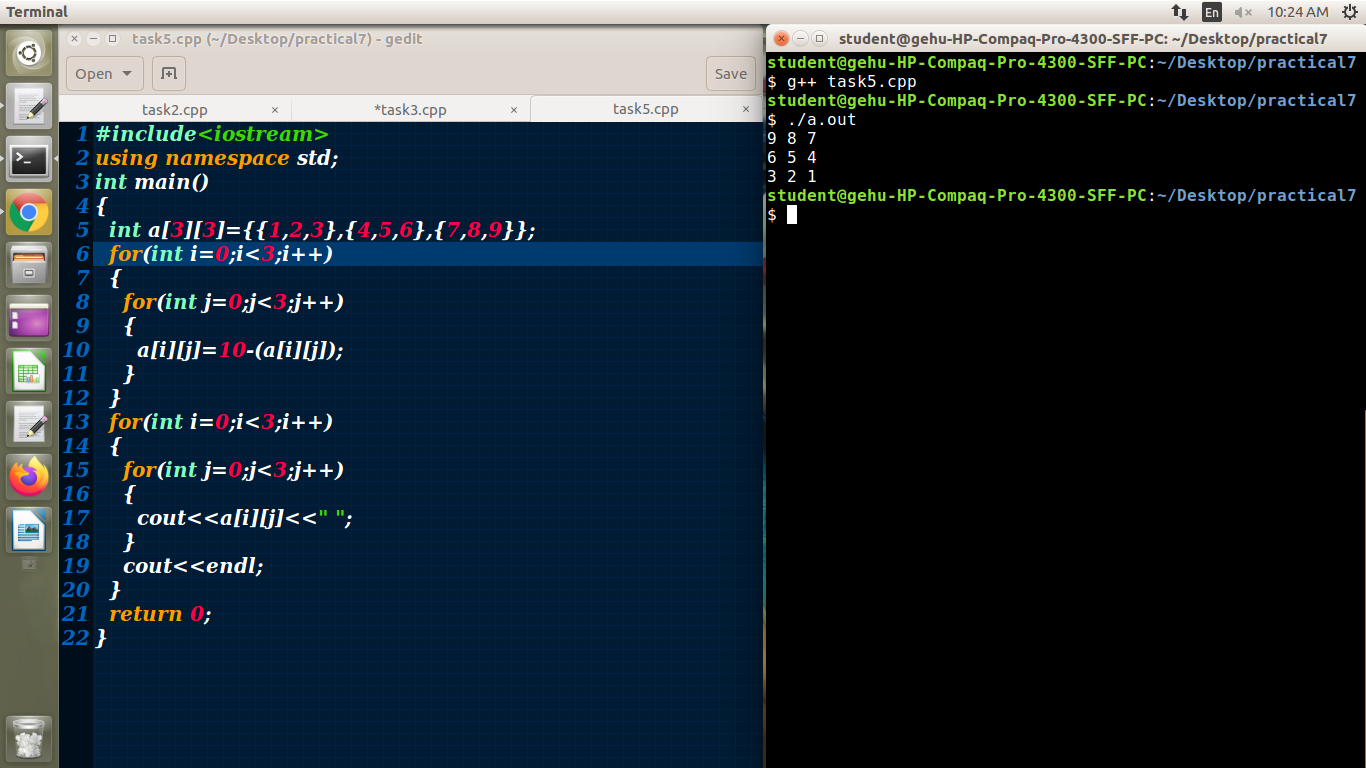 Terminal
En
10:24 AM
task5.cpp (~/Desktop/practical7) - gedit
Open
Save
task2.cpp ×
*task3.cpp ×
task5.cpp ×
1 #include<iostream>
2 using namespace std;
3 int main()
4 {
5 int a[3][3]={{1,2,3},{4,5,6},{7,8,9}};
6 for(int i=0;i<3;i++)
7 {
8 for(int j=0;j<3;j++)
9 {
10 a[i][j]=10-(a[i][j]);
11 }
12 }
13 for(int i=0;i<3;i++)
14 {
15 for(int j=0;j<3;j++)
16 {
17 cout<<a[i][j]<<" ";
18 }
19 cout<<endl;
20 }
21 return 0;
22 }
student@gehu-HP-Compaq-Pro-4300-SFF-PC: ~/Desktop/practical7
student@gehu-HP-Compaq-Pro-4300-SFF-PC:~/Desktop/practical7
$ g++ task5.cpp
student@gehu-HP-Compaq-Pro-4300-SFF-PC:~/Desktop/practical7
$ ./a.out
9 8 7
6 5 4
3 2 1
student@gehu-HP-Compaq-Pro-4300-SFF-PC:~/Desktop/practical7
$